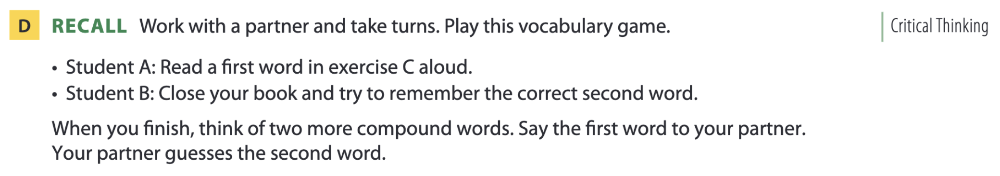 D RECALL Work with a partner and take turns. Play this vocabulary game.
Critical Thinking
• Student A: Read a first word in exercise C aloud.
• Student B: Close your book and try to remember the correct second word.
When you finish, think of two more compound words. Say the first word to your partner.
Your partner guesses the second word.